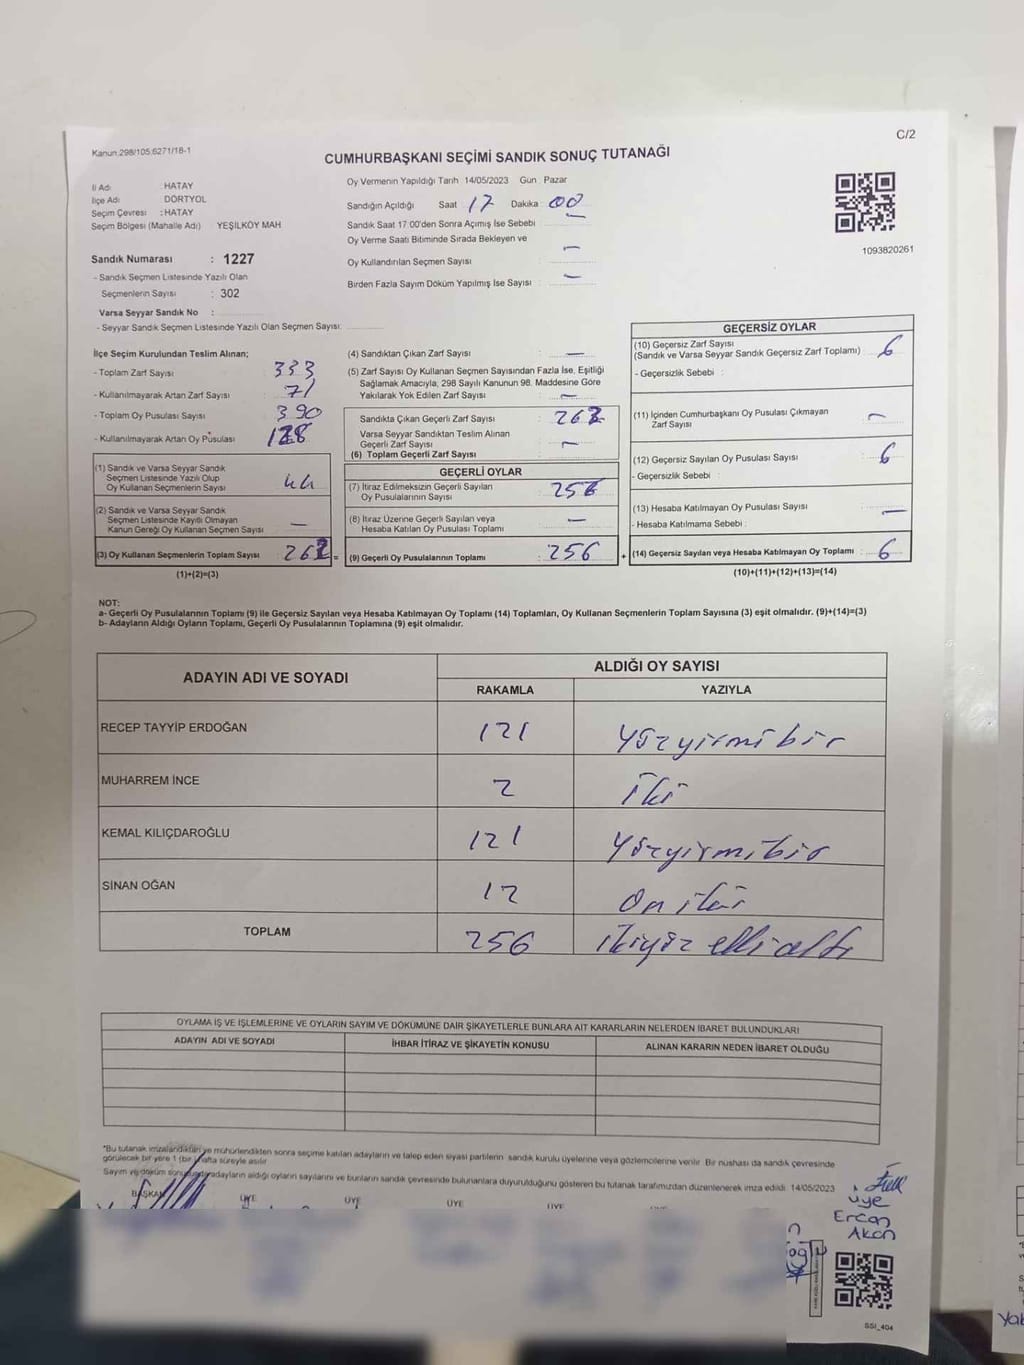 C/2
Kanun.298/105.6271/18-1
CUMHURBAŞKANI SEÇİMİ SANDIK SONUÇ TUTANAĞI
İl Adı : HATAY
İlçe Adı DÖRTYOL
Seçim Çevresi : HATAY
Seçim Bölgesi (Mahalle Adı) YEŞİLKÖY MAH
Sandık Numarası : 1227
- Sandık Seçmen Listesinde Yazılı Olan
Seçmenlerin Sayısı : 302
Varsa Seyyar Sandık No :
- Seyyar Sandık Seçmen Listesinde Yazılı Olan Seçmen Sayısı:
Oy Vermenin Yapıldığı Tarih 14/05/2023 Gün Pazar
Sandığın Açıldığı Saat 17 Dakika : 00
Sandık Saat 17:00'den Sonra Açımış İse Sebebi —
Oy Verme Saati Bitiminde Sırada Bekleyen ve
Oy Kullandırılan Seçmen Sayısı : —
Birden Fazla Sayım Döküm Yapılmış İse Sayısı : —
1093820261
İlçe Seçim Kurulundan Teslim Alınan;
- Toplam Zarf Sayısı : 333
- Kullanılmayarak Artan Zarf Sayısı : 71
- Toplam Oy Pusulası Sayısı : 390
- Kullanılmayarak Artan Oy Pusulası : 128
(1) Sandık ve Varsa Seyyar Sandık
Seçmen Listesinde Yazılı Olup
Oy Kullanan Seçmenlerin Sayısı
(2) Sandık ve Varsa Seyyar Sandık
Seçmen Listesinde Kayıtlı Olmayan
Kanun Gereği Oy Kullanan Seçmen Sayısı —
(3) Oy Kullanan Seçmenlerin Toplam Sayısı 262 =
(1)+(2)=(3)
(4) Sandıktan Çıkan Zarf Sayısı : —
(5) Zarf Sayısı Oy Kullanan Seçmen Sayısından Fazla İse, Eşitliği
Sağlamak Amacıyla, 298 Sayılı Kanunun 98. Maddesine Göre
Yakılarak Yok Edilen Zarf Sayısı : —
Sandıkta Çıkan Geçerli Zarf Sayısı : 262
Varsa Seyyar Sandıktan Teslim Alınan
Geçerli Zarf Sayısı : —
(6) Toplam Geçerli Zarf Sayısı :
GEÇERLİ OYLAR
(7) İtiraz Edilmeksizin Geçerli Sayılan
Oy Pusulalarının Sayısı : 256
(8) İtiraz Üzerine Geçerli Sayılan veya
Hesaba Katılan Oy Pusulası Toplamı : —
(9) Geçerli Oy Pusulalarının Toplamı : 256 +
GEÇERSİZ OYLAR
(10) Geçersiz Zarf Sayısı
(Sandık ve Varsa Seyyar Sandık Geçersiz Zarf Toplamı) : 6
- Geçersizlik Sebebi :
(11) İçinden Cumhurbaşkanı Oy Pusulası Çıkmayan
Zarf Sayısı : —
(12) Geçersiz Sayılan Oy Pusulası Sayısı : 6
- Geçersizlik Sebebi :
(13) Hesaba Katılmayan Oy Pusulası Sayısı : —
- Hesaba Katılmama Sebebi :
(14) Geçersiz Sayılan veya Hesaba Katılmayan Oy Toplamı : 6
(10)+(11)+(12)+(13)=(14)
NOT:
a- Geçerli Oy Pusulalarının Toplamı (9) ile Geçersiz Sayılan veya Hesaba Katılmayan Oy Toplamı (14) Toplamları, Oy Kullanan Seçmenlerin Toplam Sayısına (3) eşit olmalıdır. (9)+(14)=(3)
b- Adayların Aldığı Oyların Toplamı, Geçerli Oy Pusulalarının Toplamına (9) eşit olmalıdır.
ADAYIN ADI VE SOYADI ALDIĞI OY SAYISI
RAKAMLA YAZIYLA
RECEP TAYYİP ERDOĞAN 121 Yüzyirmibir
MUHARREM İNCE 2 İki
KEMAL KILIÇDAROĞLU 121 Yüzyirmibir
SİNAN OĞAN 12 On iki
TOPLAM 256 ikiyüz elli altı
OYLAMA İŞ VE İŞLEMLERİNE VE OYLARIN SAYIM VE DÖKÜMÜNE DAİR ŞİKAYETLERLE BUNLARA AİT KARARLARIN NELERDEN İBARET BULUNDUKLARI
ADAYIN ADI VE SOYADI İHBAR İTİRAZ VE ŞİKAYETİN KONUSU ALINAN KARARIN NEDEN İBARET OLDUĞU
*Bu tutanak imzalandıktan ve mühürlendikten sonra seçime katılan adayların ve talep eden siyasi partilerin sandık kurulu üyelerine veya gözlemcilerine verilir. Bir nüshası da sandık çevresinde
görülecek bir yere 1 (bir) hafta süreyle asılır.
Sayım ve döküm sonucunda adayların aldığı oyların sayılarını ve bunların sandık çevresinde bulunanlara duyurulduğunu gösteren bu tutanak tarafımızdan düzenlenerek imza edildi. 14/05/2023
BAŞKAN ÜYE ÜYE ÜYE ÜYE
üye
Ercan
Akan
SSİ_404